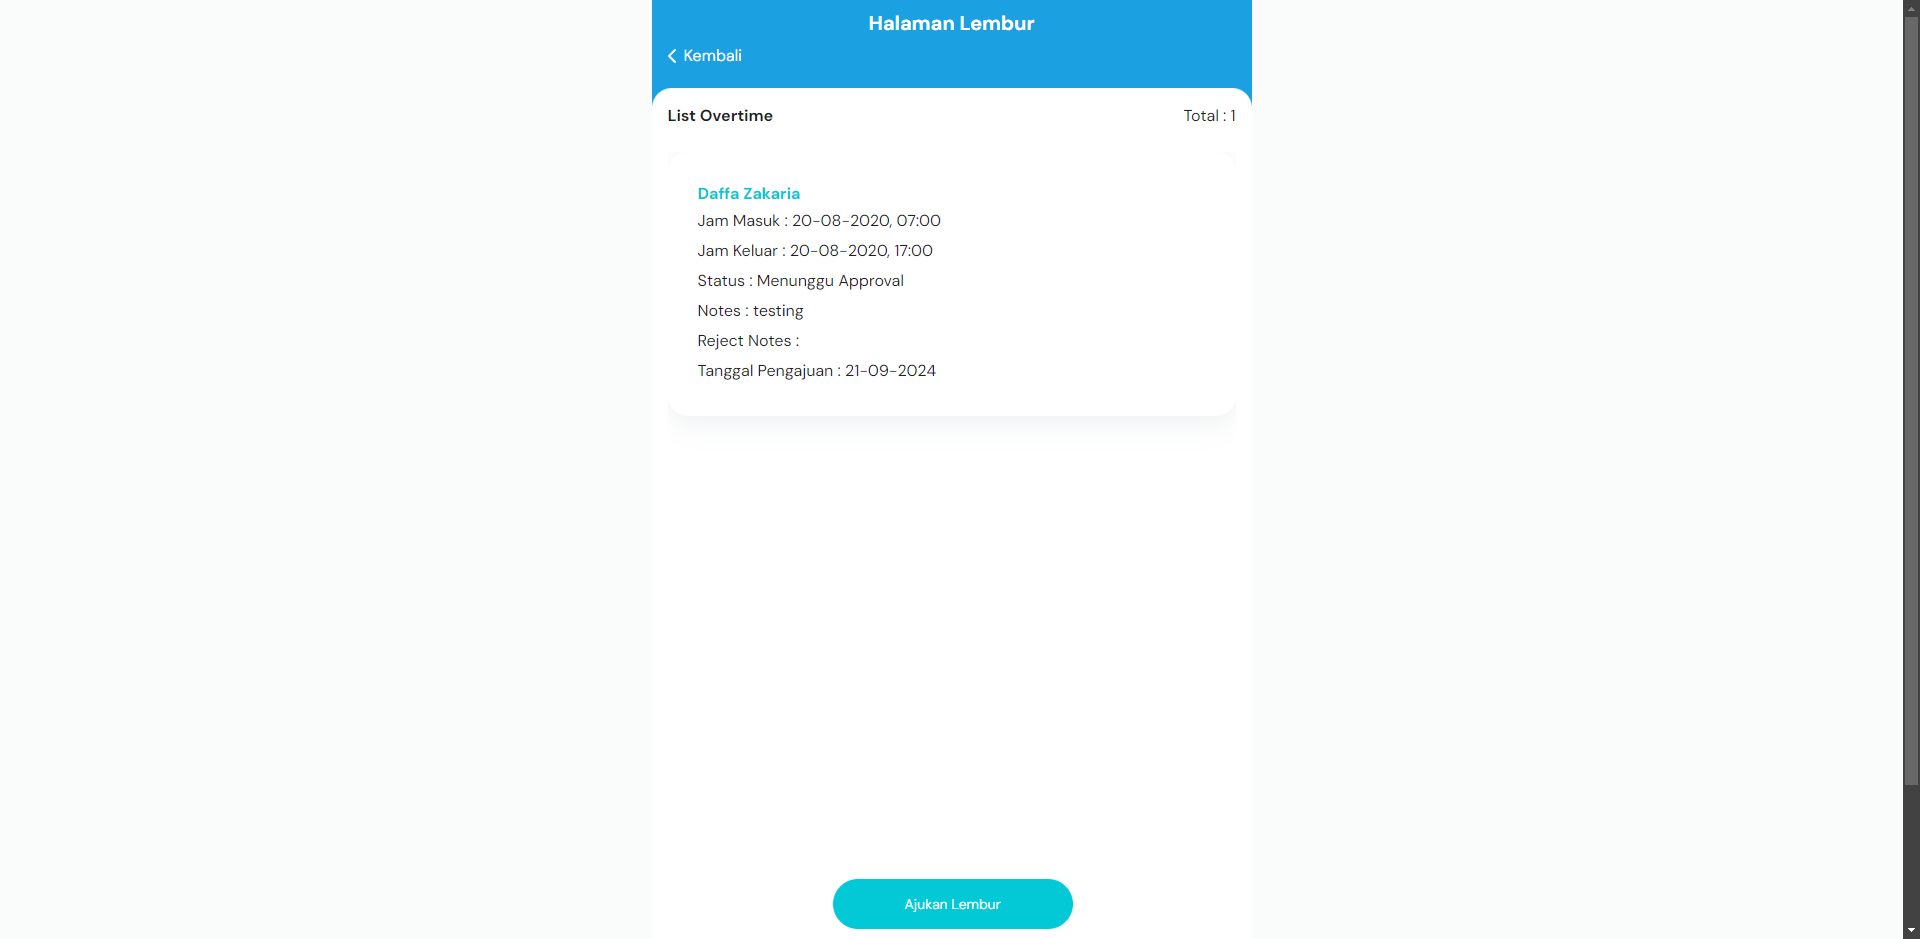 Halaman Lembur
Kembali
List Overtime
Total : 1
Daffa Zakaria
Jam Masuk : 20-08-2020, 07:00
Jam Keluar : 20-08-2020, 17:00
Status : Menunggu Approval
Notes : testing
Reject Notes :
Tanggal Pengajuan : 21-09-2024
Ajukan Lembur